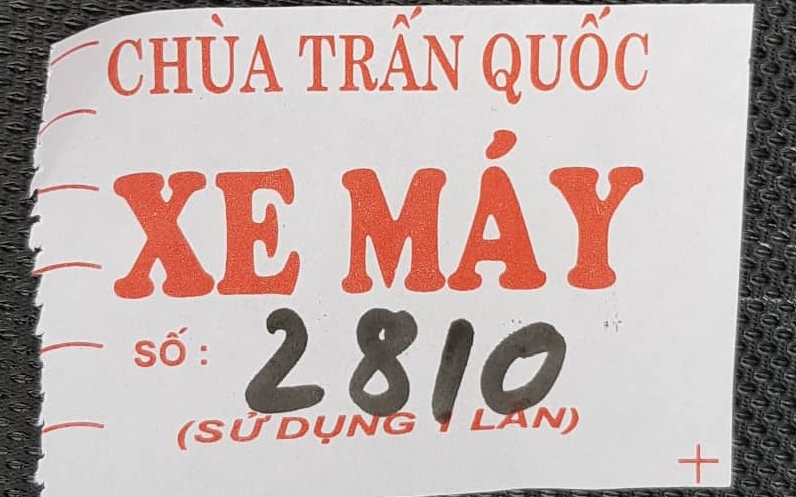 CHÙA TRẤN QUỐC
XE MÁY
SỐ : 2810
(SỬ DỤNG 1 LẦN)